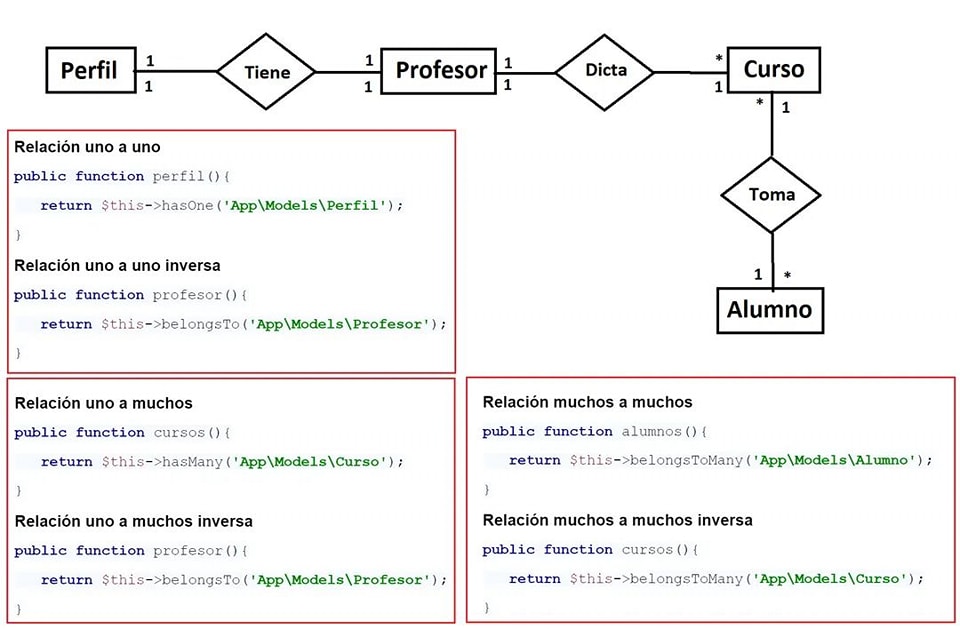 Perfil
1
1
Tiene
1
1
Profesor
1
1
Dicta
*
1
Curso
*
1
Toma
1
*
Alumno
Relación uno a uno
public function perfil(){
return $this->hasOne('App\Models\Perfil');
}
Relación uno a uno inversa
public function profesor(){
return $this->belongsTo('App\Models\Profesor');
}
Relación uno a muchos
public function cursos(){
return $this->hasMany('App\Models\Curso');
}
Relación uno a muchos inversa
public function profesor(){
return $this->belongsTo('App\Models\Profesor');
}
Relación muchos a muchos
public function alumnos(){
return $this->belongsToMany('App\Models\Alumno');
}
Relación muchos a muchos inversa
public function cursos(){
return $this->belongsToMany('App\Models\Curso');
}